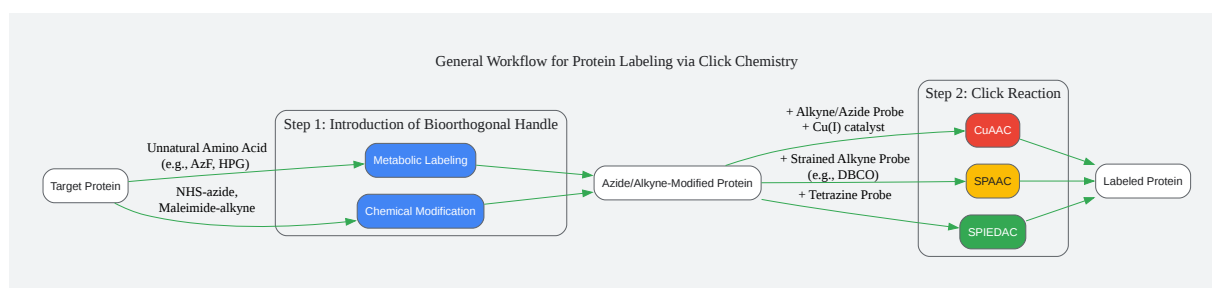 General Workflow for Protein Labeling via Click Chemistry
Target Protein
Unnatural Amino Acid
(e.g., AzF, HPG)
NHS-azide,
Maleimide-alkyne
Step 1: Introduction of Bioorthogonal Handle
Metabolic Labeling
Chemical Modification
Azide/Alkyne-Modified Protein
+ Alkyne/Azide Probe
+ Cu(I) catalyst
+ Strained Alkyne Probe
(e.g., DBCO)
+ Tetrazine Probe
Step 2: Click Reaction
CuAAC
SPAAC
SPIEDAC
Labeled Protein